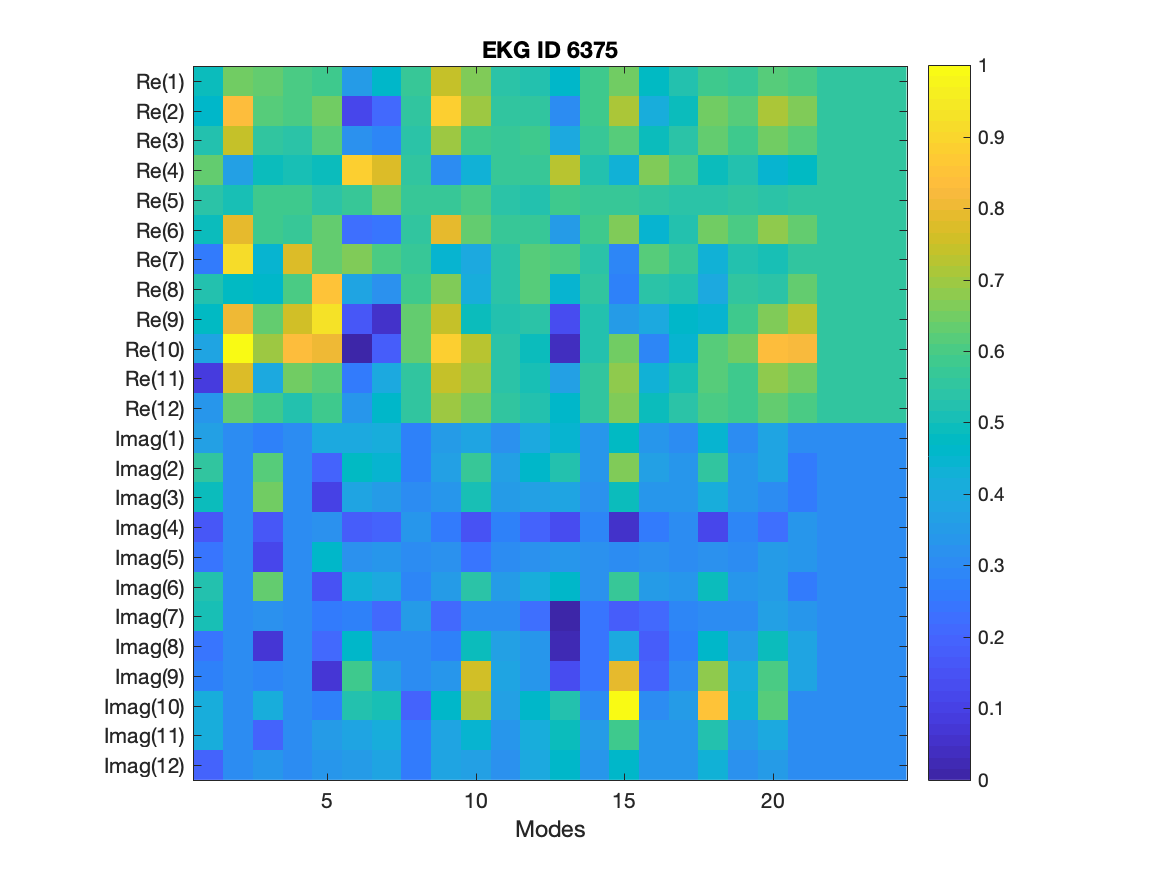 EKG ID 6375
Re(1)
Re(2)
Re(3)
Re(4)
Re(5)
Re(6)
Re(7)
Re(8)
Re(9)
Re(10)
Re(11)
Re(12)
Imag(1)
Imag(2)
Imag(3)
Imag(4)
Imag(5)
Imag(6)
Imag(7)
Imag(8)
Imag(9)
Imag(10)
Imag(11)
Imag(12)
5 10 15 20
Modes
1
0.9
0.8
0.7
0.6
0.5
0.4
0.3
0.2
0.1
0